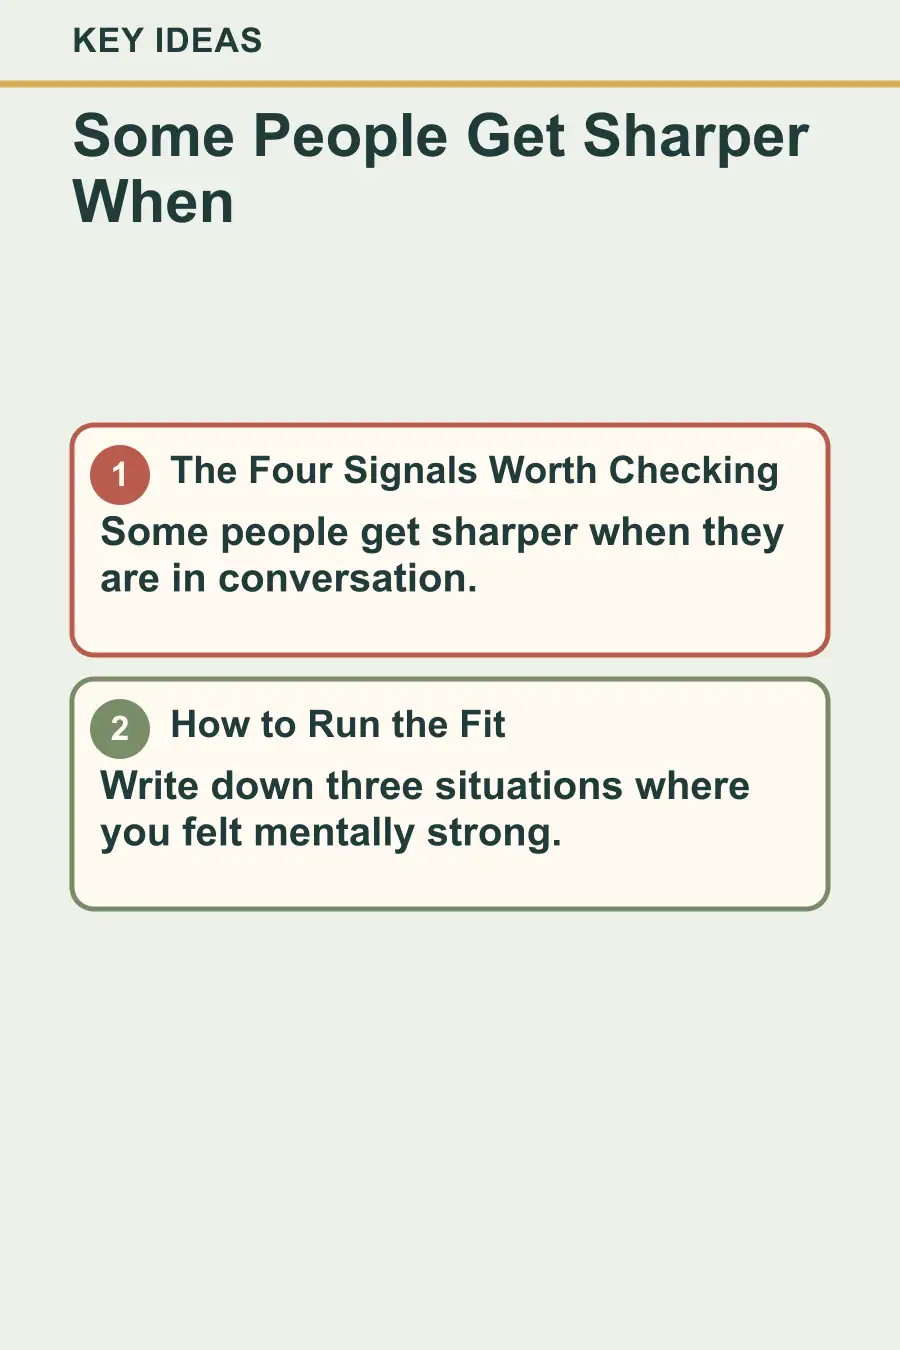 KEY IDEAS
Some People Get Sharper
When
1 The Four Signals Worth Checking
Some people get sharper when they
are in conversation.
2 How to Run the Fit
Write down three situations where
you felt mentally strong.